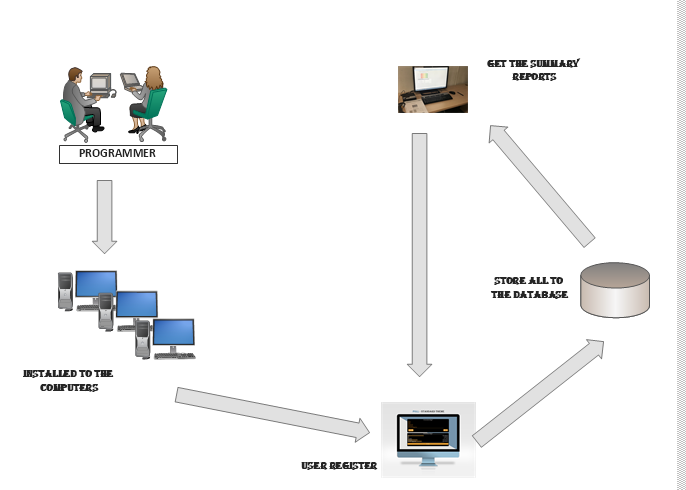 GET THE SUMMARY
REPORTS
PROGRAMMER
STORE ALL TO
THE DATABASE
INSTALLED TO THE
COMPUTERS
USER REGISTER